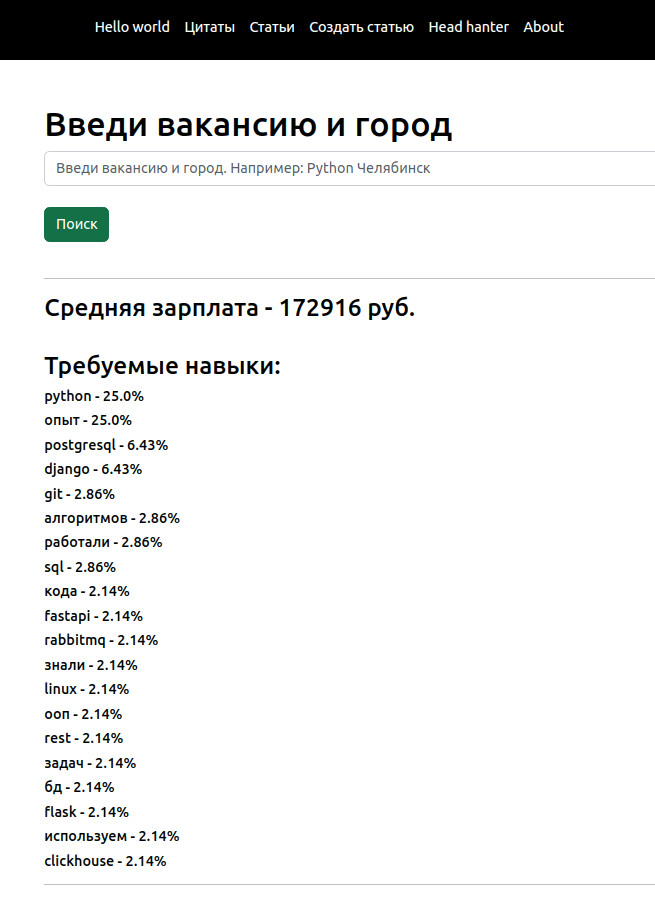 Hello world Цитаты Статьи Создать статью Head hanter About
Введи вакансию и город
Введи вакансию и город. Например: Python Челябинск
Поиск
Средняя зарплата - 172916 руб.
Требуемые навыки:
python - 25.0%
опыт - 25.0%
postgresql - 6.43%
django - 6.43%
git - 2.86%
алгоритмов - 2.86%
работали - 2.86%
sql - 2.86%
кода - 2.14%
fastapi - 2.14%
rabbitmq - 2.14%
знали - 2.14%
linux - 2.14%
ооп - 2.14%
rest - 2.14%
задач - 2.14%
бд - 2.14%
flask - 2.14%
используем - 2.14%
clickhouse - 2.14%